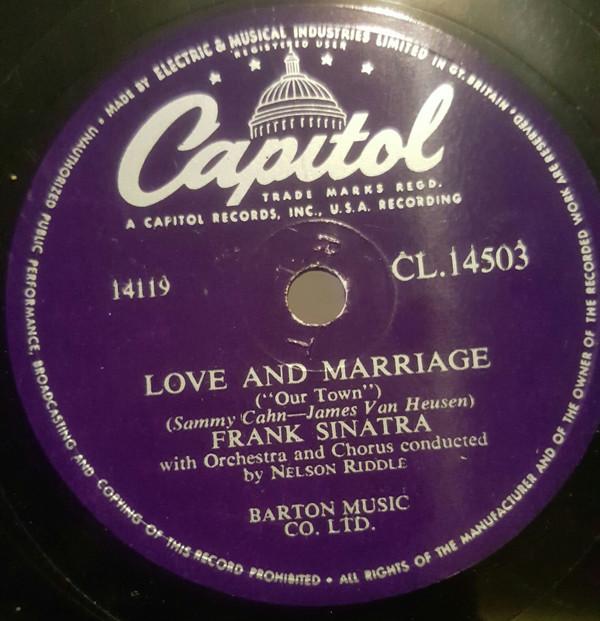 MADE BY ELECTRIC & MUSICAL INDUSTRIES LIMITED IN GT. BRITAIN •
REGISTERED USER
Capitol
TRADE MARKS REGD.
A CAPITOL RECORDS, INC., U.S.A. RECORDING
14119
CL.14503
LOVE AND MARRIAGE
("Our Town")
(Sammy Cahn—James Van Heusen)
FRANK SINATRA
with Orchestra and Chorus conducted
by NELSON RIDDLE
BARTON MUSIC
CO. LTD.
ALL RIGHTS OF THE MANUFACTURER AND OF THE OWNER OF THE RECORDED WORK ARE RESERVED •
UNAUTHORIZED PUBLIC PERFORMANCE, BROADCASTING AND COPYING OF THIS RECORD PROHIBITED •